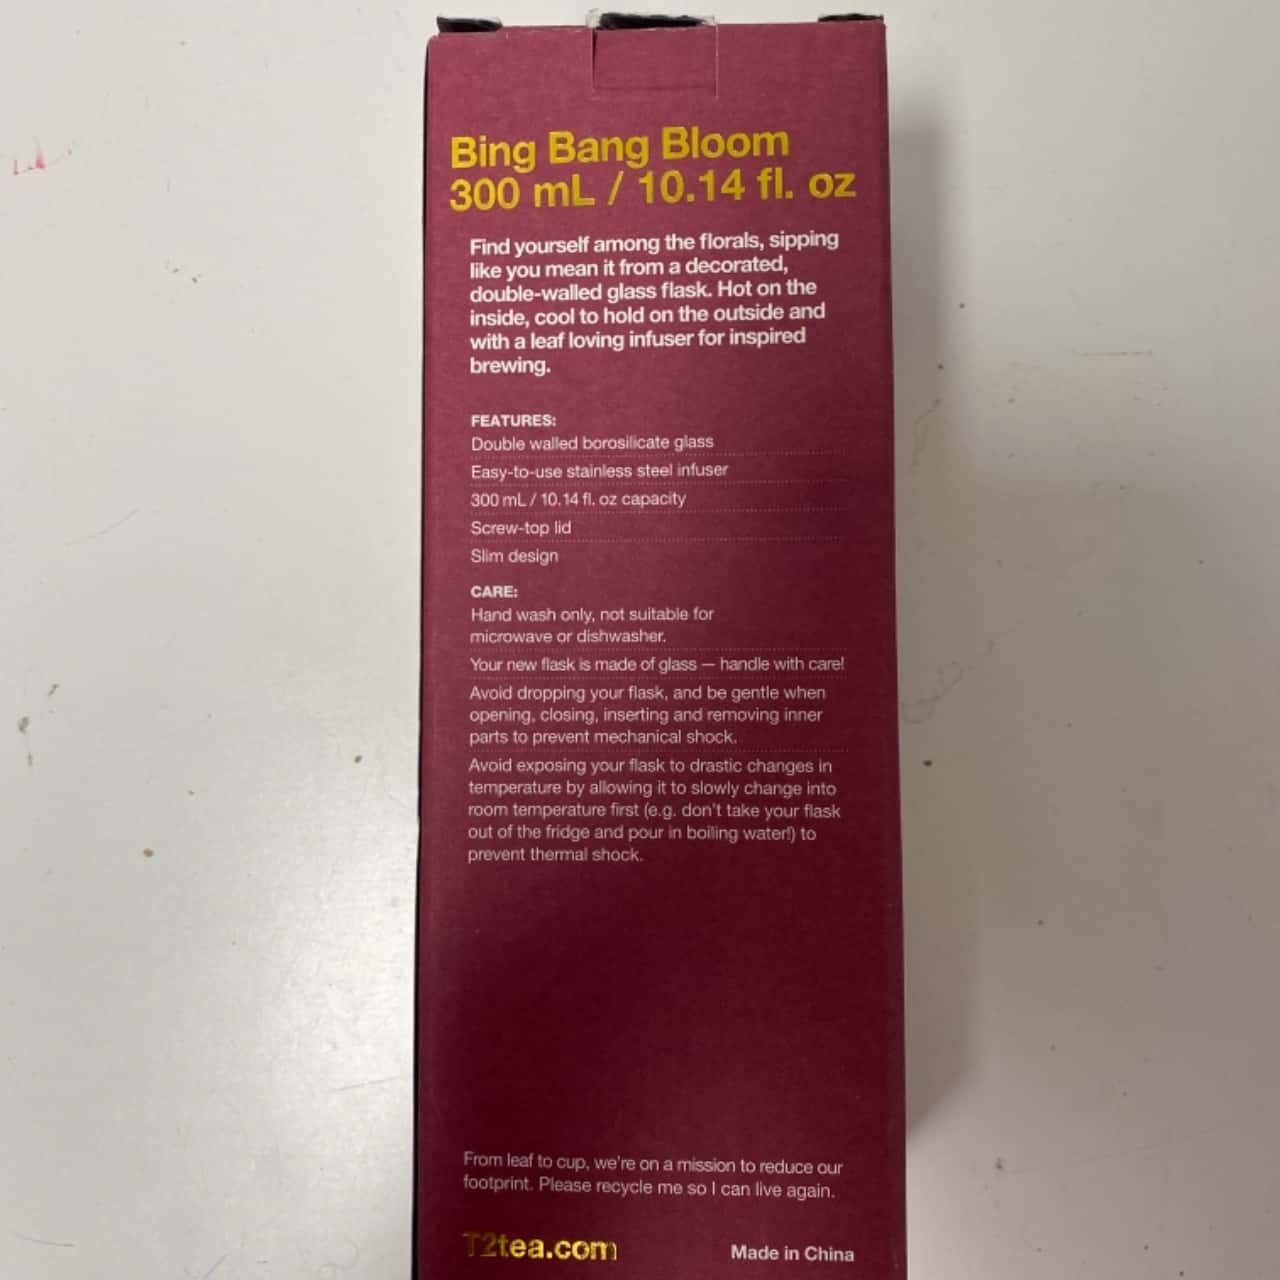 Bing Bang Bloom
300 mL / 10.14 fl. oz
Find yourself among the florals, sipping
like you mean it from a decorated,
double-walled glass flask. Hot on the
inside, cool to hold on the outside and
with a leaf loving infuser for inspired
brewing.
FEATURES:
Double walled borosilicate glass
Easy-to-use stainless steel infuser
300 mL / 10.14 fl. oz capacity
Screw-top lid
Slim design
CARE:
Hand wash only, not suitable for
microwave or dishwasher.
Your new flask is made of glass — handle with care!
Avoid dropping your flask, and be gentle when
opening, closing, inserting and removing inner
parts to prevent mechanical shock.
Avoid exposing your flask to drastic changes in
temperature by allowing it to slowly change into
room temperature first (e.g. don't take your flask
out of the fridge and pour in boiling water!) to
prevent thermal shock.
From leaf to cup, we're on a mission to reduce our
footprint. Please recycle me so I can live again.
T2tea.com
Made in China